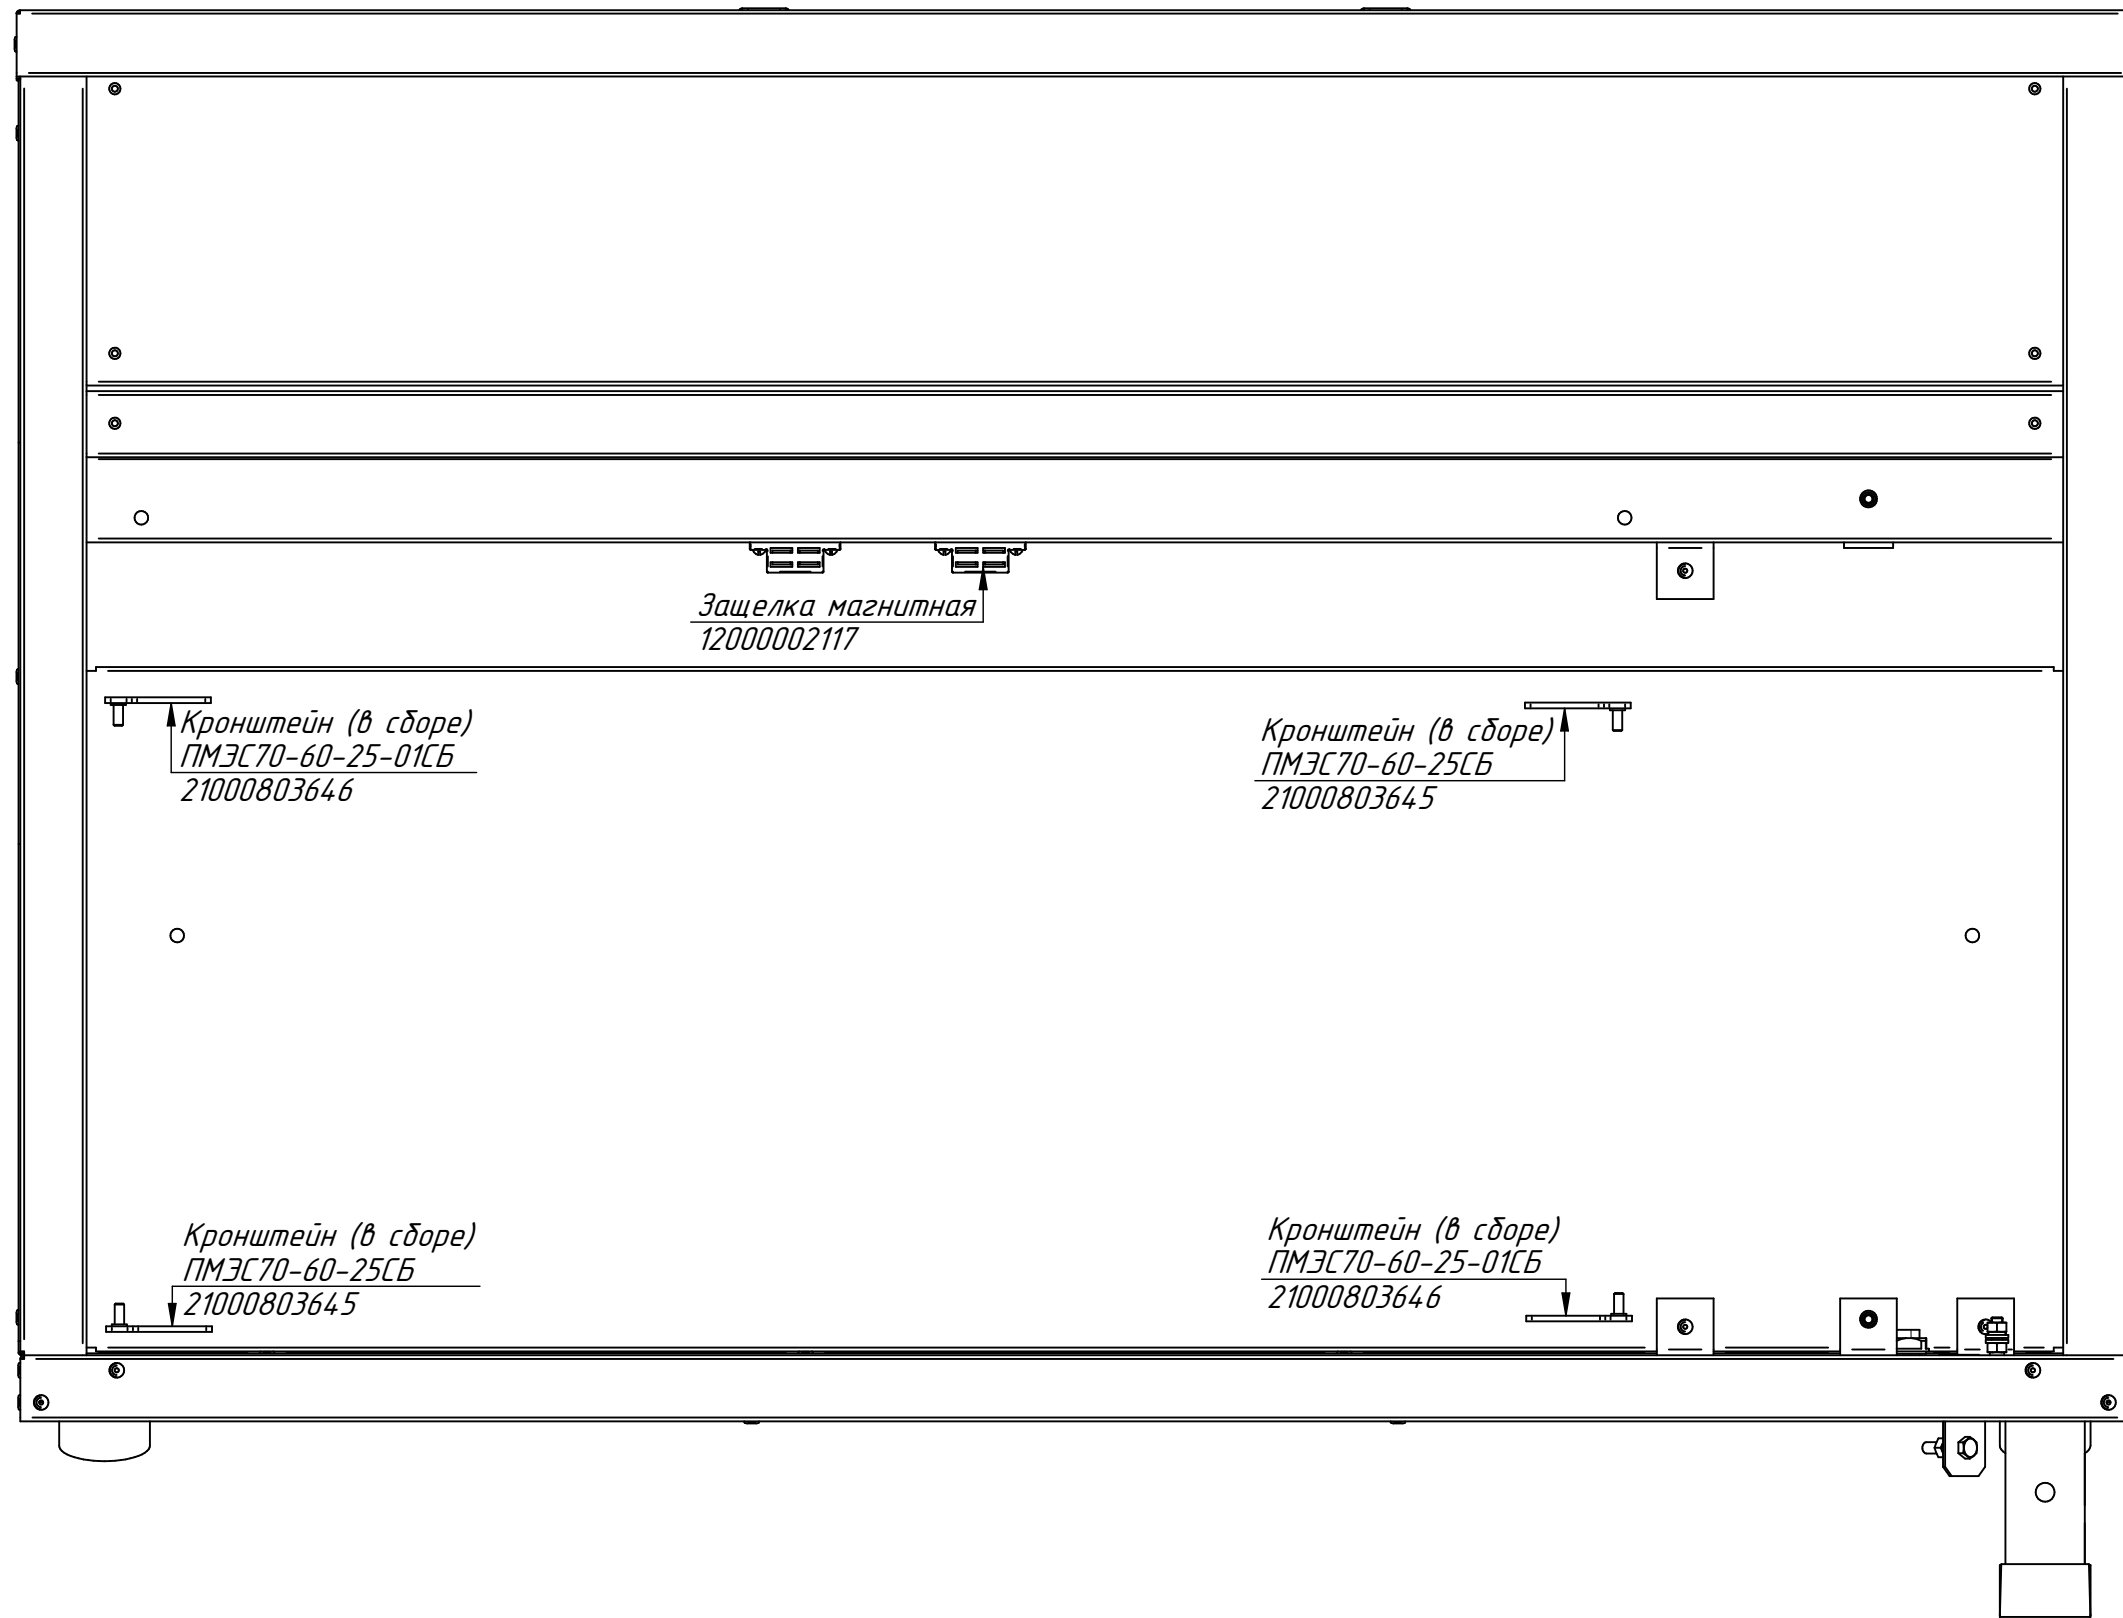 Защелка магнитная
12000002117
Кронштейн (в сборе)
ПМЭС70-60-25-01СБ
21000803646
Кронштейн (в сборе)
ПМЭС70-60-25СБ
21000803645
Кронштейн (в сборе)
ПМЭС70-60-25СБ
21000803645
Кронштейн (в сборе)
ПМЭС70-60-25-01СБ
21000803646